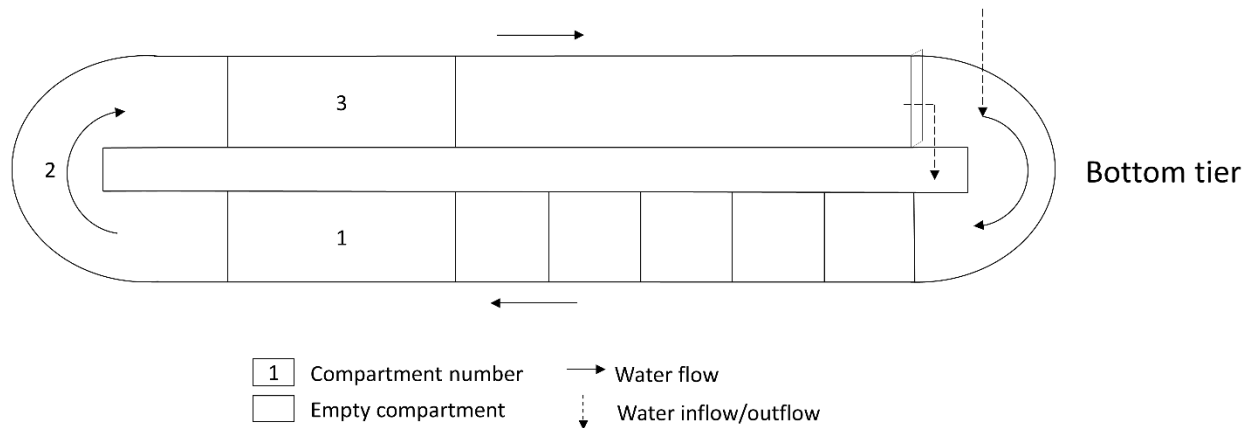 3
2
Bottom tier
1
1 Compartment number
Water flow
Empty compartment
Water inflow/outflow